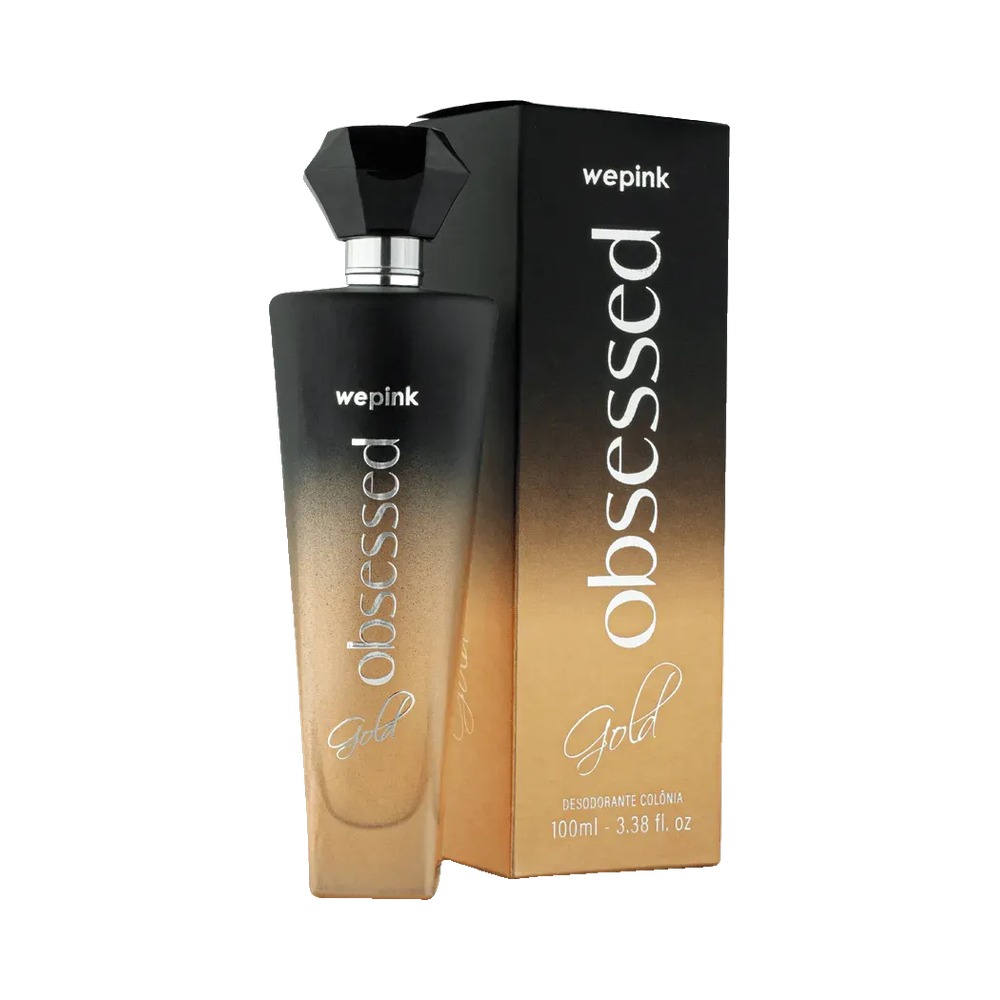 wepink
obsessed
Gold
wepink
obsessed
Gold
DESODORANTE COLÔNIA
100ml - 3.38 fl. oz